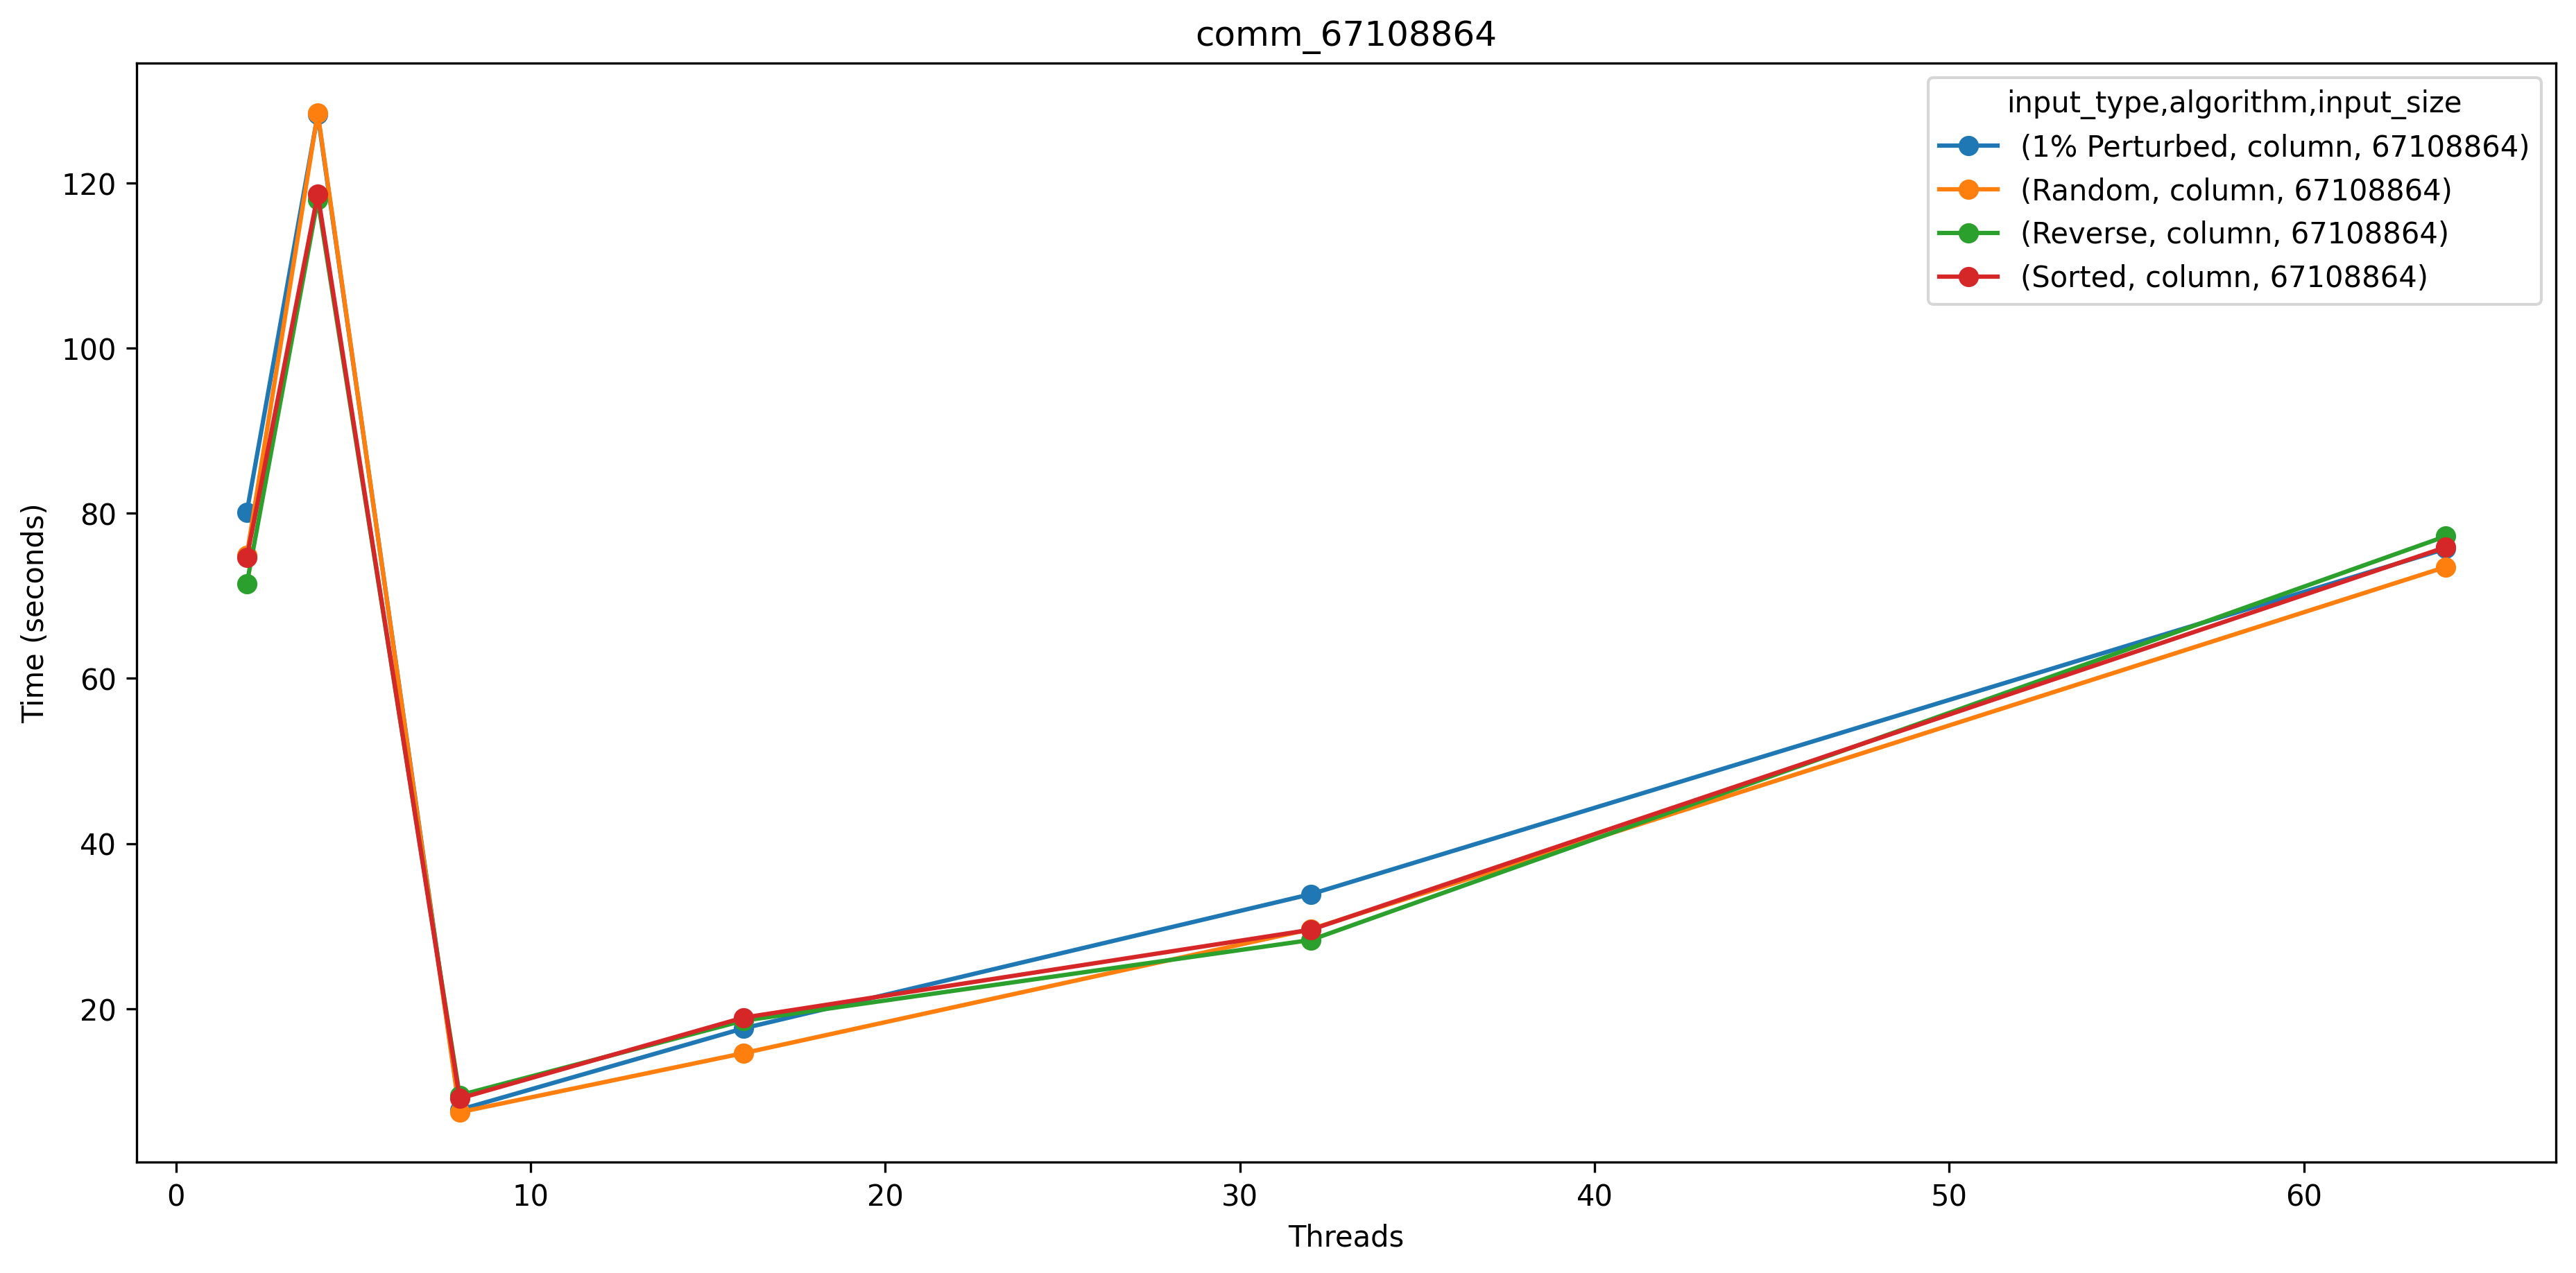 comm_67108864
input_type,algorithm,input_size
(1% Perturbed, column, 67108864)
(Random, column, 67108864)
(Reverse, column, 67108864)
(Sorted, column, 67108864)
Time (seconds)
120
100
80
60
40
20
0 10 20 30 40 50 60
Threads